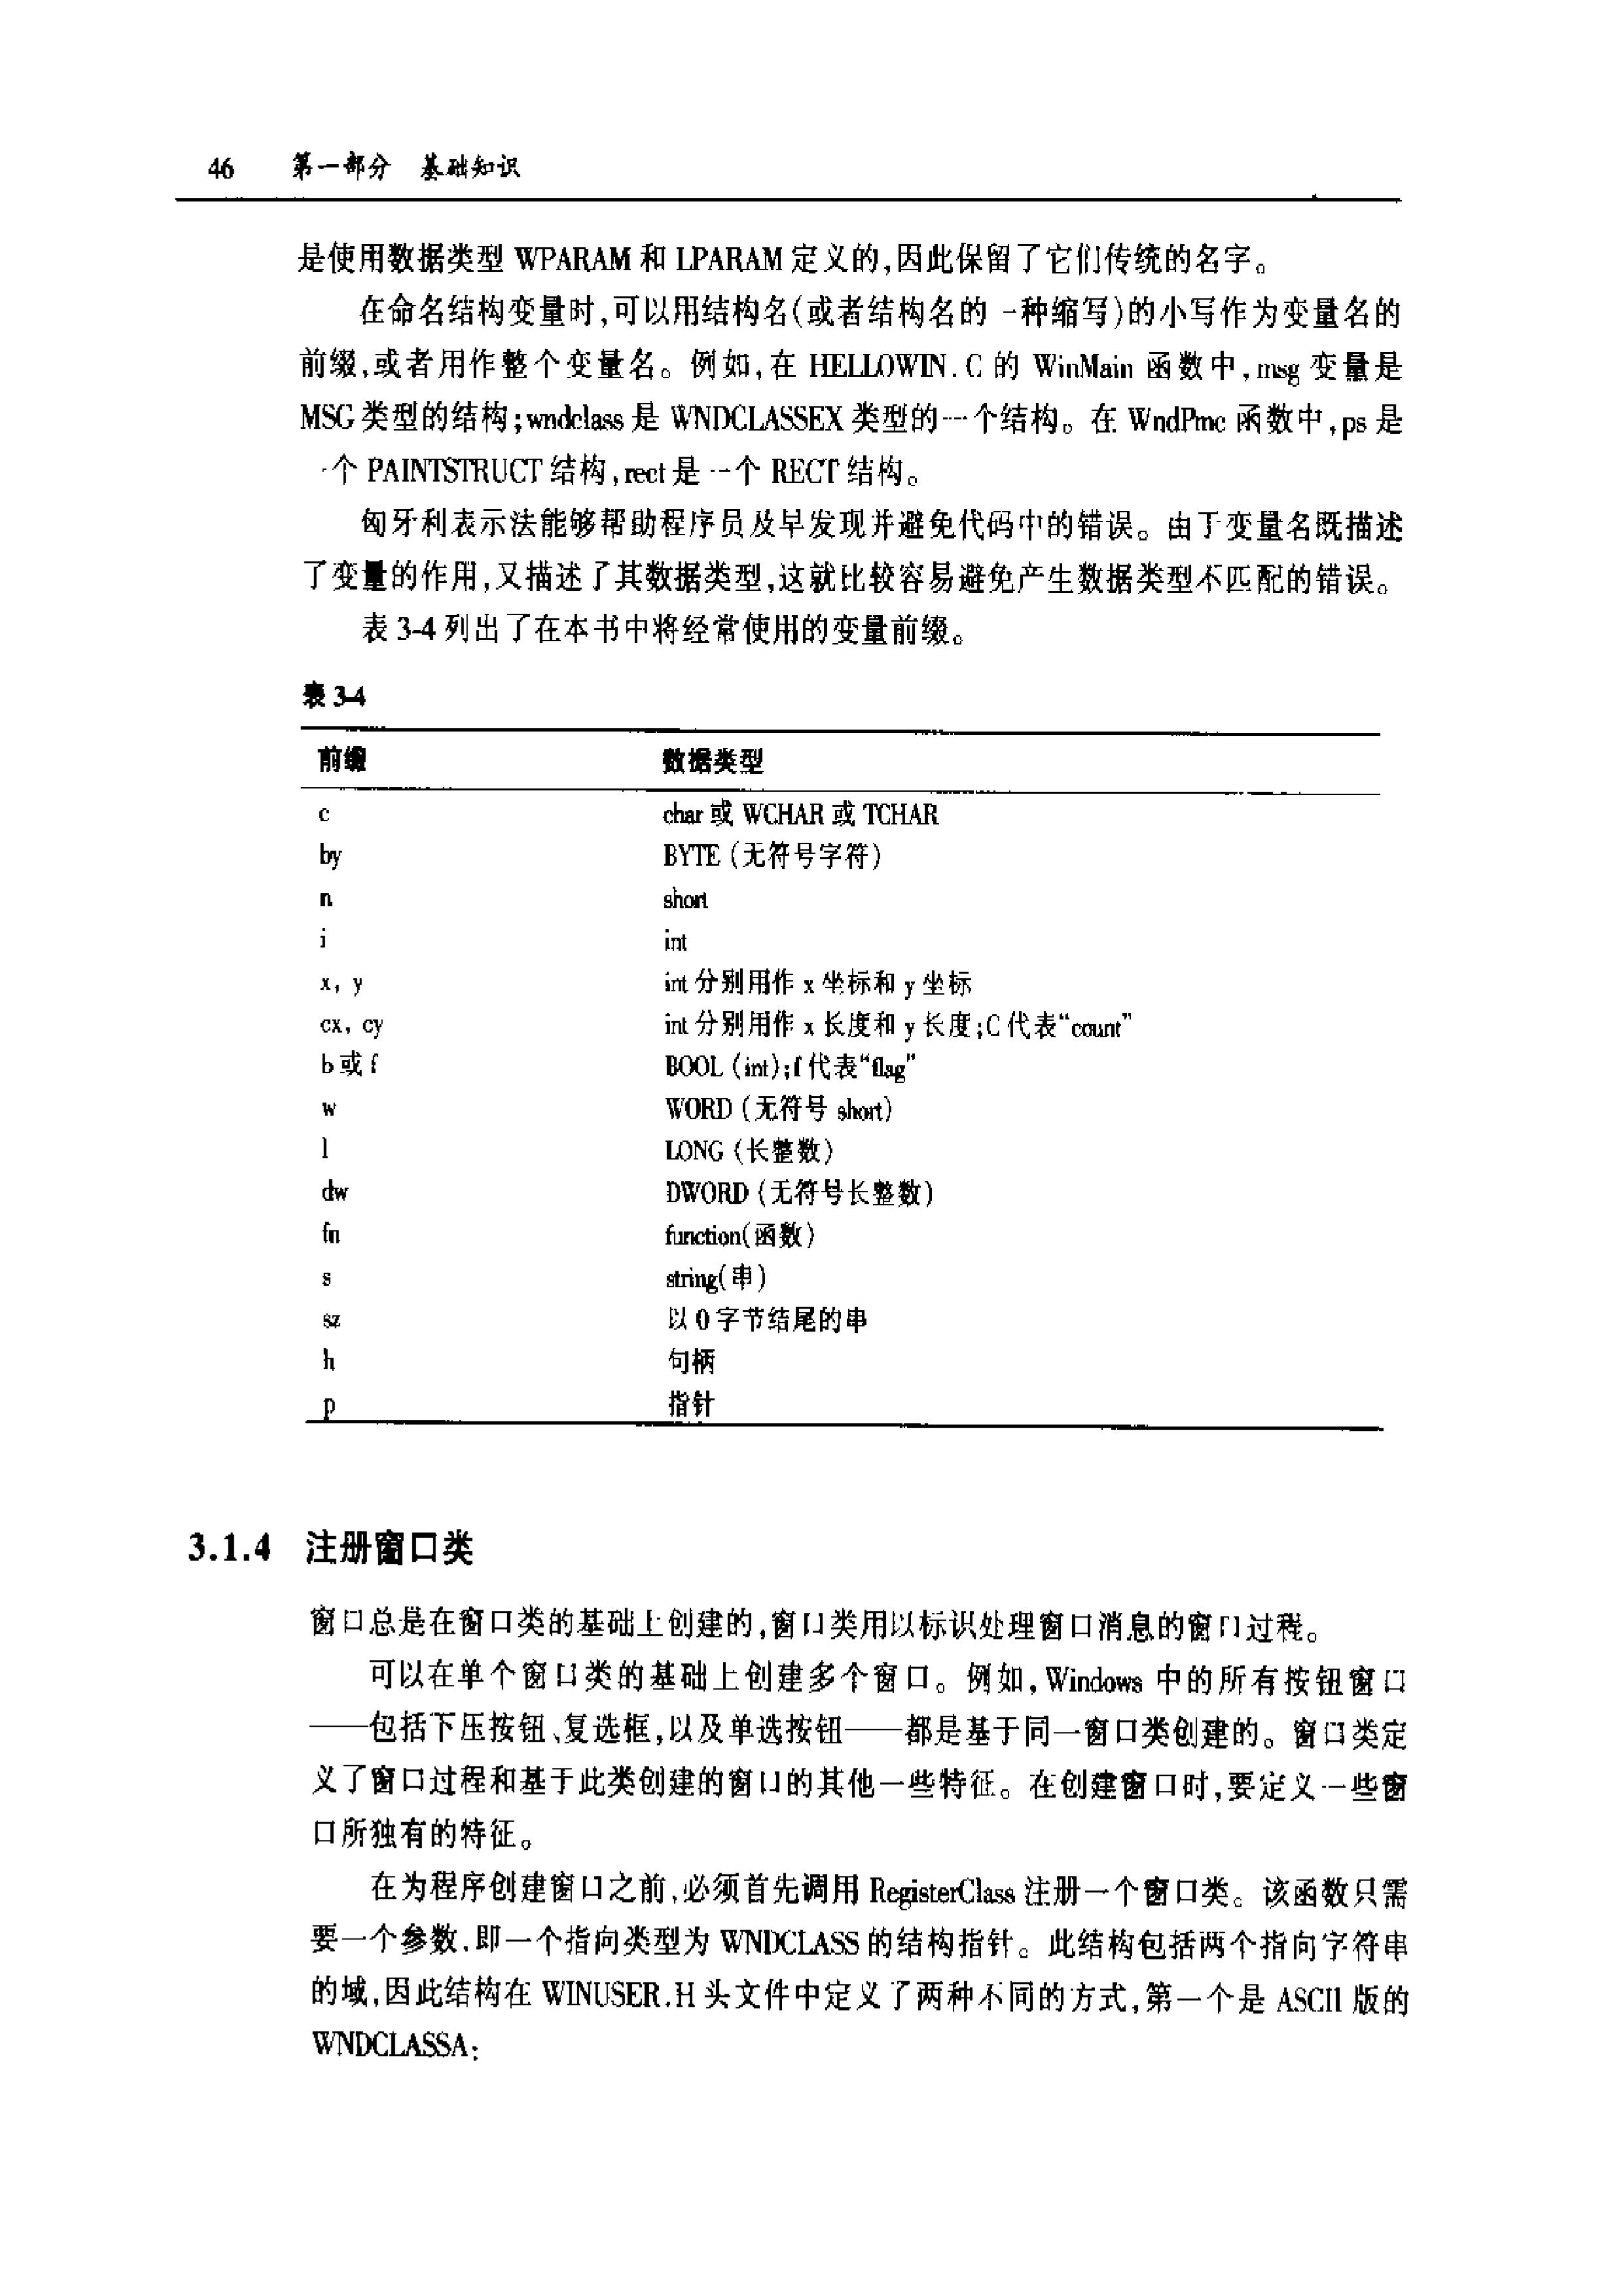 46 第一部分 基础知识
是使用数据类型 WPARAM 和 LPARAM 定义的,因此保留了它们传统的名字。
在命名结构变量时,可以用结构名(或者结构名的一种缩写)的小写作为变量名的
前缀,或者用作整个变量名。例如,在 HELLOWIN.C 的 WinMain 函数中,msg 变量是
MSG 类型的结构;wndclass 是 WNDCLASSEX 类型的一个结构。在 WndProc 函数中,ps 是
一个 PAINTSTRUCT 结构,rect 是一个 RECT 结构。
匈牙利表示法能够帮助程序员及早发现并避免代码中的错误。由于变量名既描述
了变量的作用,又描述了其数据类型,这就比较容易避免产生数据类型不匹配的错误。
表 3-4 列出了在本书中将经常使用的变量前缀。
表 3-4
前缀 数据类型
c char 或 WCHAR 或 TCHAR
by BYTE (无符号字符)
n short
i int
x, y int 分别用作 x 坐标和 y 坐标
cx, cy int 分别用作 x 长度和 y 长度;C 代表“count”
b 或 f BOOL (int);f 代表“flag”
w WORD (无符号 short)
l LONG (长整数)
dw DWORD (无符号长整数)
fn function(函数)
s string(串)
sz 以 0 字节结尾的串
h 句柄
p 指针
3.1.4 注册窗口类
窗口总是在窗口类的基础上创建的,窗口类用以标识处理窗口消息的窗口过程。
可以在单个窗口类的基础上创建多个窗口。例如,Windows 中的所有按钮窗口
——包括下压按钮、复选框,以及单选按钮——都是基于同一窗口类创建的。窗口类定
义了窗口过程和基于此类创建的窗口的其他一些特征。在创建窗口时,要定义一些窗
口所独有的特征。
在为程序创建窗口之前,必须首先调用 RegisterClass 注册一个窗口类。该函数只需
要一个参数,即一个指向类型为 WNDCLASS 的结构指针。此结构包括两个指向字符串
的域,因此结构在 WINUSER.H 头文件中定义了两种不同的方式,第一个是 ASCII 版的
WNDCLASSA: